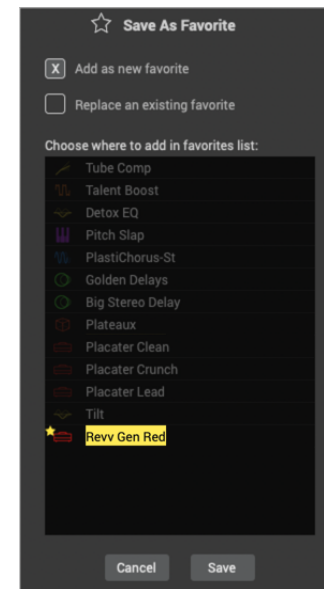 Save As Favorite
X Add as new favorite
Replace an existing favorite
Choose where to add in favorites list:
Tube Comp
Talent Boost
Detox EQ
Pitch Slap
PlastiChorus-St
Golden Delays
Big Stereo Delay
Plateaux
Placater Clean
Placater Crunch
Placater Lead
Tilt
Revv Gen Red
Cancel Save